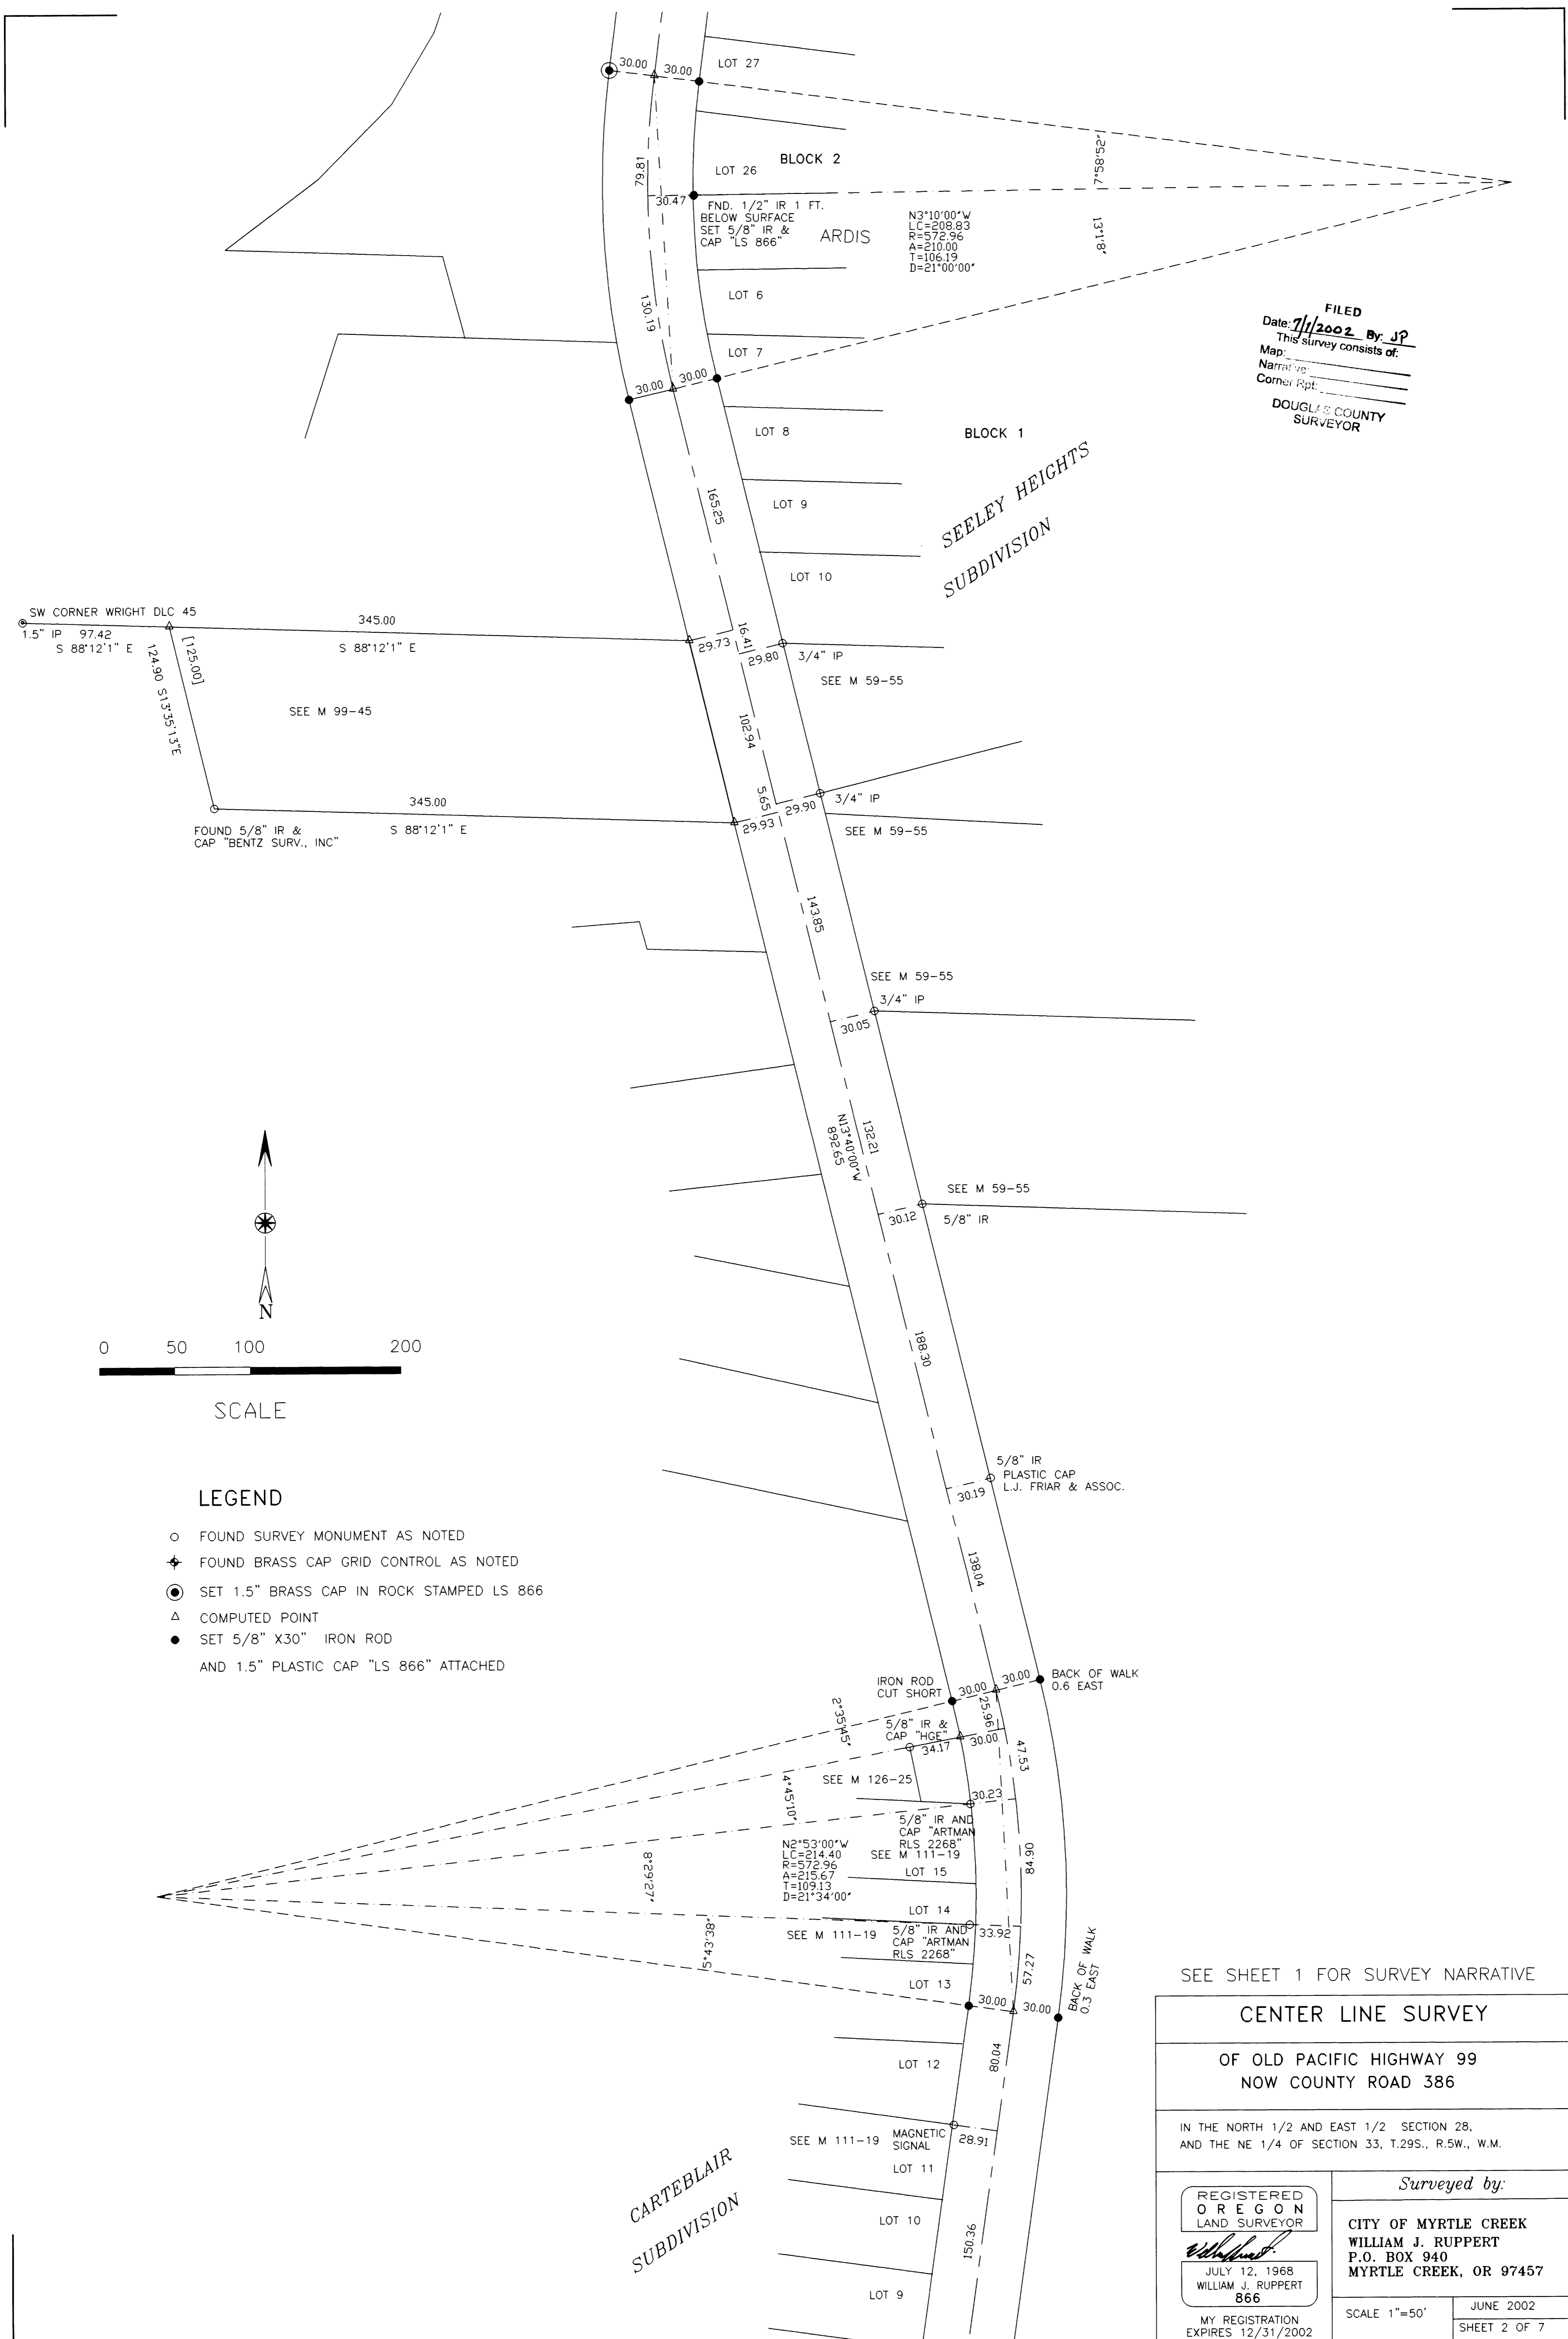 30.00
30.00
LOT 27
BLOCK 2
7°58'52"
79.81
LOT 26
30.47
FND. 1/2" IR 1 FT.
BELOW SURFACE
SET 5/8" IR &
CAP "LS 866"
ARDIS
N3°10'00"W
LC=208.83
R=572.96
A=210.00
T=106.19
D=21°00'00"
13°1'8"
130.19
LOT 6
LOT 7
30.00
30.00
FILED
Date: 7/1/2002 By: JP
This survey consists of:
Map:
Narrative:
Corner Rpt:
DOUGLAS COUNTY
SURVEYOR
LOT 8
BLOCK 1
165.25
LOT 9
SEELEY HEIGHTS
SUBDIVISION
LOT 10
SW CORNER WRIGHT DLC 45
1.5" IP 97.42
S 88°12'1" E
345.00
S 88°12'1" E
[125.00]
124.90 S13°35'13"E
29.73
16.41
29.80
3/4" IP
SEE M 59-55
SEE M 99-45
102.94
345.00
S 88°12'1" E
FOUND 5/8" IR &
CAP "BENTZ SURV., INC"
5.65
29.90
29.93
3/4" IP
SEE M 59-55
143.85
SEE M 59-55
3/4" IP
30.05
132.21
N13°40'00"W
892.65
SEE M 59-55
30.12
5/8" IR
N
0 50 100 200
SCALE
188.30
5/8" IR
PLASTIC CAP
L.J. FRIAR & ASSOC.
30.19
LEGEND
FOUND SURVEY MONUMENT AS NOTED
FOUND BRASS CAP GRID CONTROL AS NOTED
SET 1.5" BRASS CAP IN ROCK STAMPED LS 866
COMPUTED POINT
SET 5/8" X30" IRON ROD
AND 1.5" PLASTIC CAP "LS 866" ATTACHED
138.04
IRON ROD
CUT SHORT
30.00
30.00
BACK OF WALK
0.6 EAST
25.96
2°35'45"
5/8" IR &
CAP "HGE"
34.17
30.00
47.53
4°45'10"
SEE M 126-25
30.23
5/8" IR AND
CAP "ARTMAN
RLS 2268"
N2°53'00"W
LC=214.40
R=572.96
A=215.67
T=109.13
D=21°34'00"
SEE M 111-19
84.90
LOT 15
8°29'27"
LOT 14
SEE M 111-19
5/8" IR AND
CAP "ARTMAN
RLS 2268"
33.92
5°43'38"
57.27
BACK OF WALK
0.3 EAST
LOT 13
30.00
30.00
80.04
LOT 12
SEE M 111-19
MAGNETIC
SIGNAL
28.91
LOT 11
CARTEBLAIR
SUBDIVISION
LOT 10
150.36
LOT 9
SEE SHEET 1 FOR SURVEY NARRATIVE
CENTER LINE SURVEY
OF OLD PACIFIC HIGHWAY 99
NOW COUNTY ROAD 386
IN THE NORTH 1/2 AND EAST 1/2 SECTION 28,
AND THE NE 1/4 OF SECTION 33, T.29S., R.5W., W.M.
REGISTERED
OREGON
LAND SURVEYOR
JULY 12, 1968
WILLIAM J. RUPPERT
866
MY REGISTRATION
EXPIRES 12/31/2002
Surveyed by:
CITY OF MYRTLE CREEK
WILLIAM J. RUPPERT
P.O. BOX 940
MYRTLE CREEK, OR 97457
SCALE 1"=50'
JUNE 2002
SHEET 2 OF 7